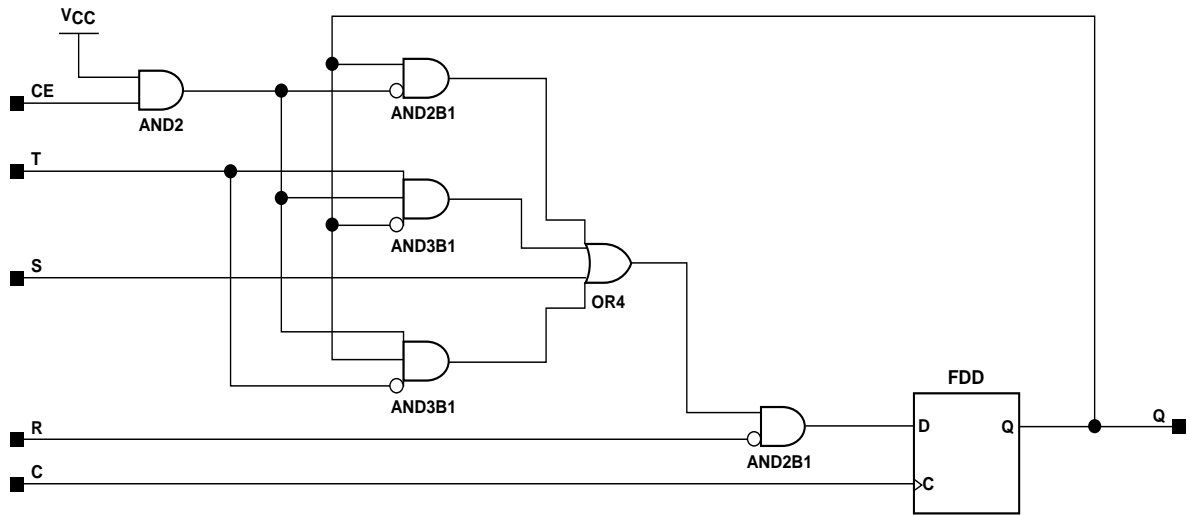 VCC
CE
AND2
AND2B1
T
AND3B1
S
OR4
AND3B1
FDD
R
D
Q
Q
AND2B1
C
C